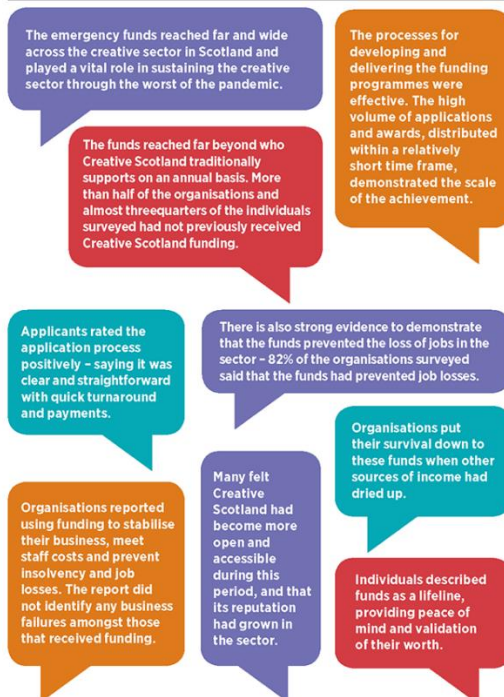 The emergency funds reached far and wide
across the creative sector in Scotland and
played a vital role in sustaining the creative
sector through the worst of the pandemic.
The processes for
developing and
delivering the funding
programmes were
effective. The high
volume of applications
and awards, distributed
within a relatively
short time frame,
demonstrated the scale
of the achievement.
The funds reached far beyond who
Creative Scotland traditionally
supports on an annual basis. More
than half of the organisations and
almost threequarters of the individuals
surveyed had not previously received
Creative Scotland funding.
Applicants rated the
application process
positively – saying it was
clear and straightforward
with quick turnaround
and payments.
There is also strong evidence to demonstrate
that the funds prevented the loss of jobs in the
sector – 82% of the organisations surveyed
said that the funds had prevented job losses.
Organisations put
their survival down to
these funds when other
sources of income had
dried up.
Organisations reported
using funding to stabilise
their business, meet
staff costs and prevent
insolvency and job
losses. The report did
not identify any business
failures amongst those
that received funding.
Many felt
Creative
Scotland had
become more
open and
accessible
during this
period, and that
its reputation
had grown in
the sector.
Individuals described
funds as a lifeline,
providing peace of
mind and validation
of their worth.